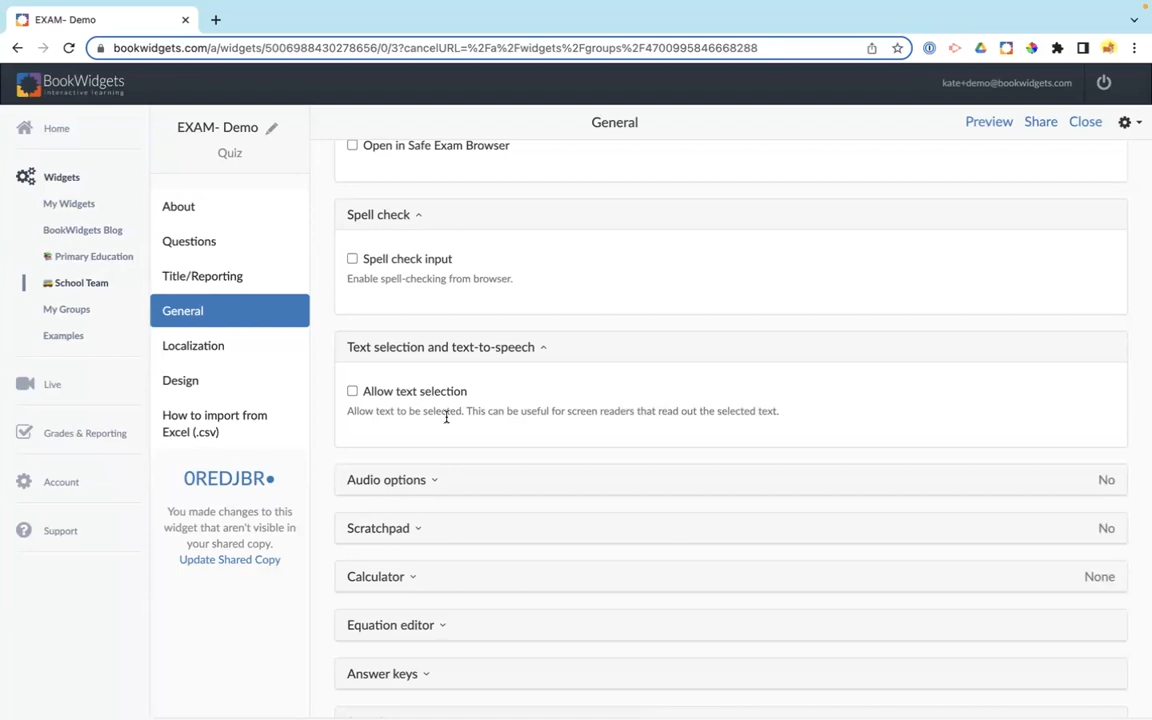 EXAM- Demo
bookwidgets.com/a/widgets/5006988430278656/0/3?cancelURL=%2Fa%2Fwidgets%2Fgroups%2F4700995846668288
BookWidgets
interactive learning
kate+demo@bookwidgets.com
Home
Widgets
My Widgets
BookWidgets Blog
Primary Education
School Team
My Groups
Examples
Live
Grades & Reporting
Account
Support
EXAM- Demo
Quiz
About
Questions
Title/Reporting
General
Localization
Design
How to import from
Excel (.csv)
0REDJBR•
You made changes to this
widget that aren't visible in
your shared copy.
Update Shared Copy
General
Preview Share Close
Open in Safe Exam Browser
Spell check
Spell check input
Enable spell-checking from browser.
Text selection and text-to-speech
Allow text selection
Allow text to be selected. This can be useful for screen readers that read out the selected text.
Audio options No
Scratchpad No
Calculator None
Equation editor
Answer keys